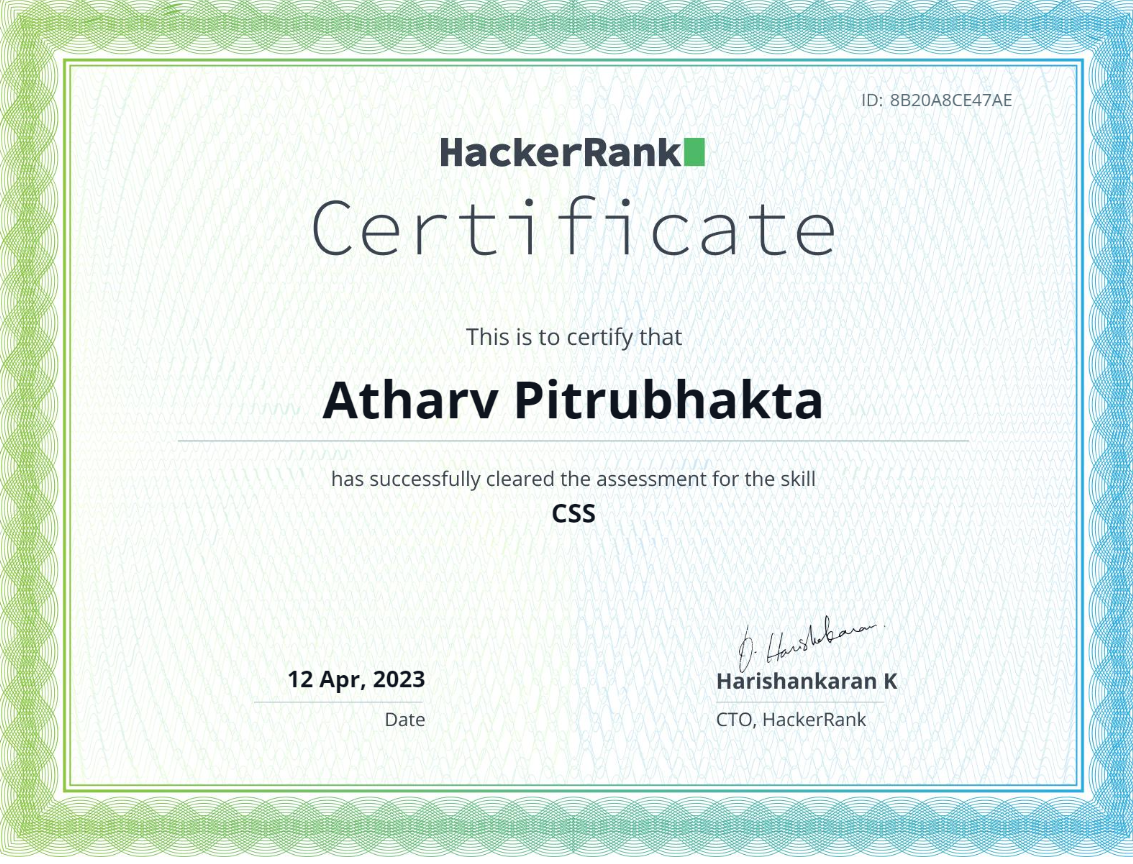 ID: 8B20A8CE47AE
HackerRank
Certificate
This is to certify that
Atharv Pitrubhakta
has successfully cleared the assessment for the skill
CSS
12 Apr, 2023
Date
Harishankaran K
CTO, HackerRank